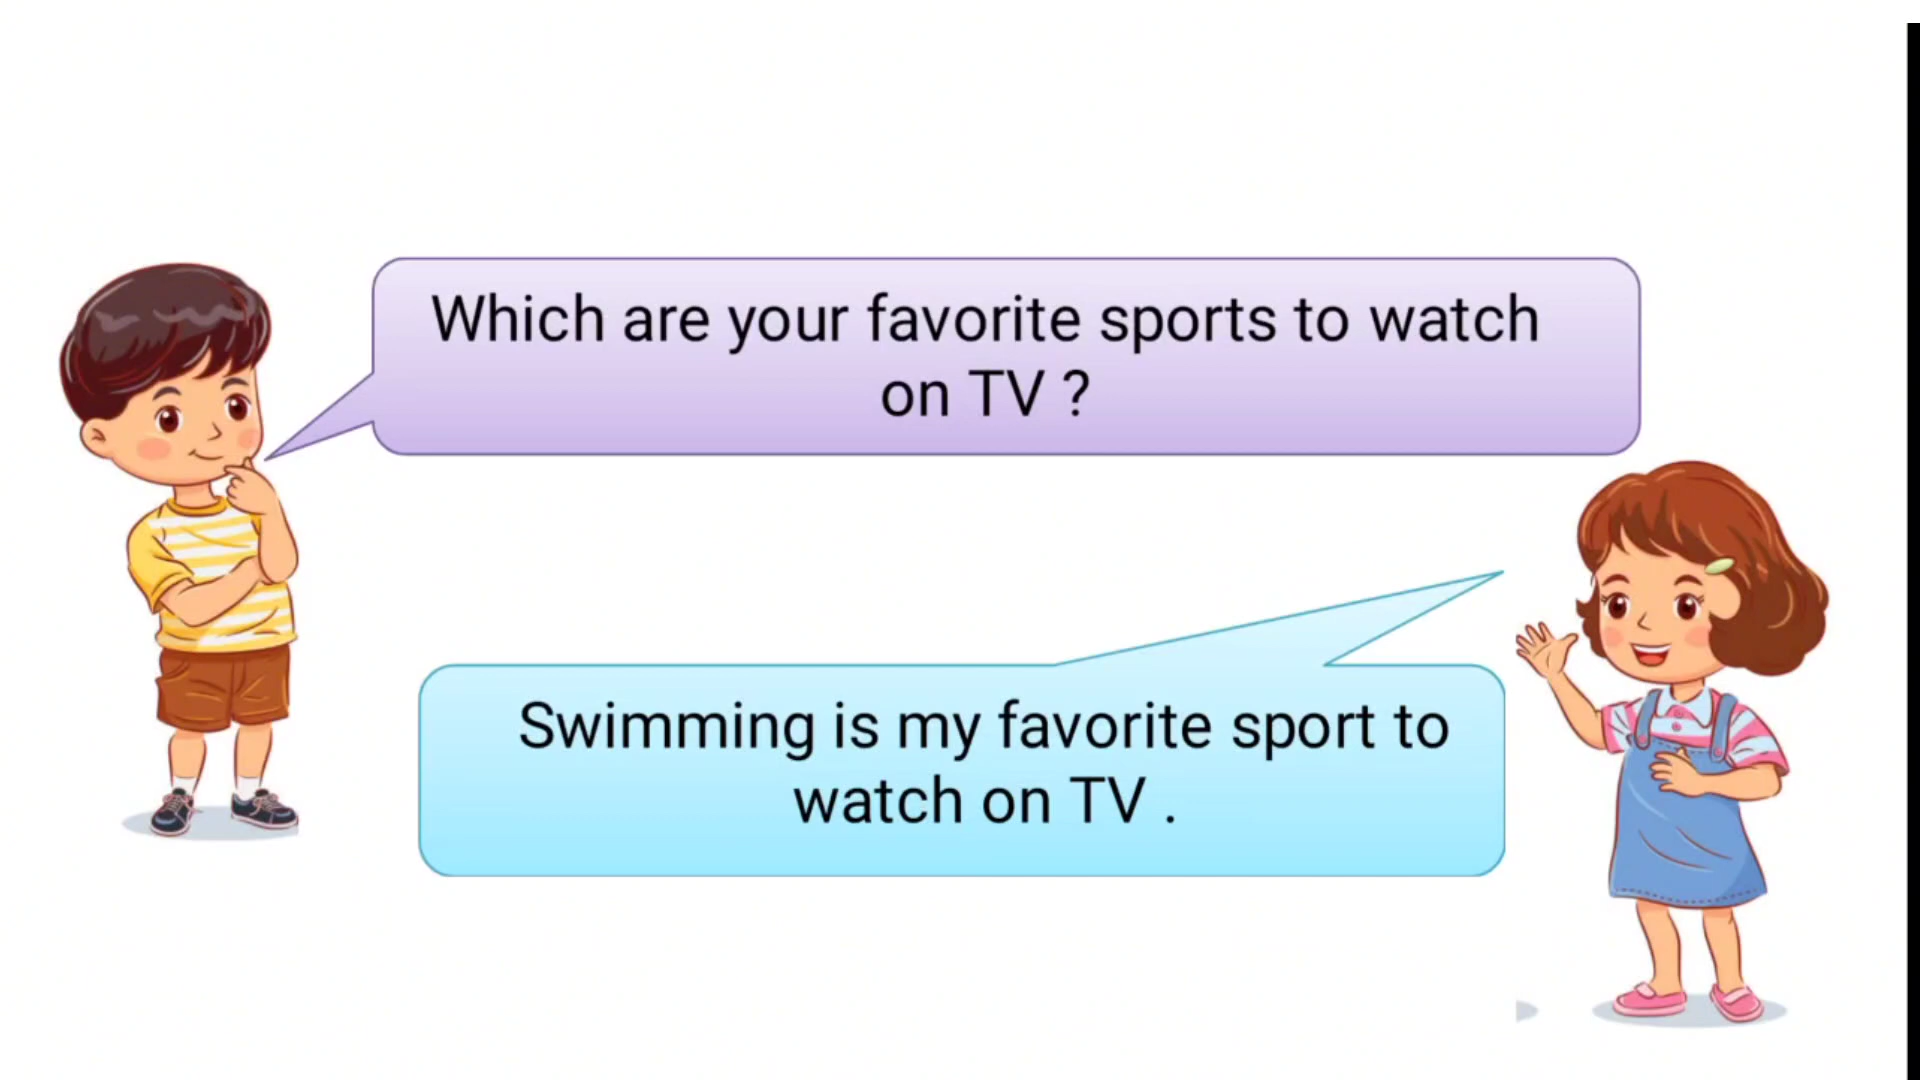 Which are your favorite sports to watch
on TV ?
Swimming is my favorite sport to
watch on TV .